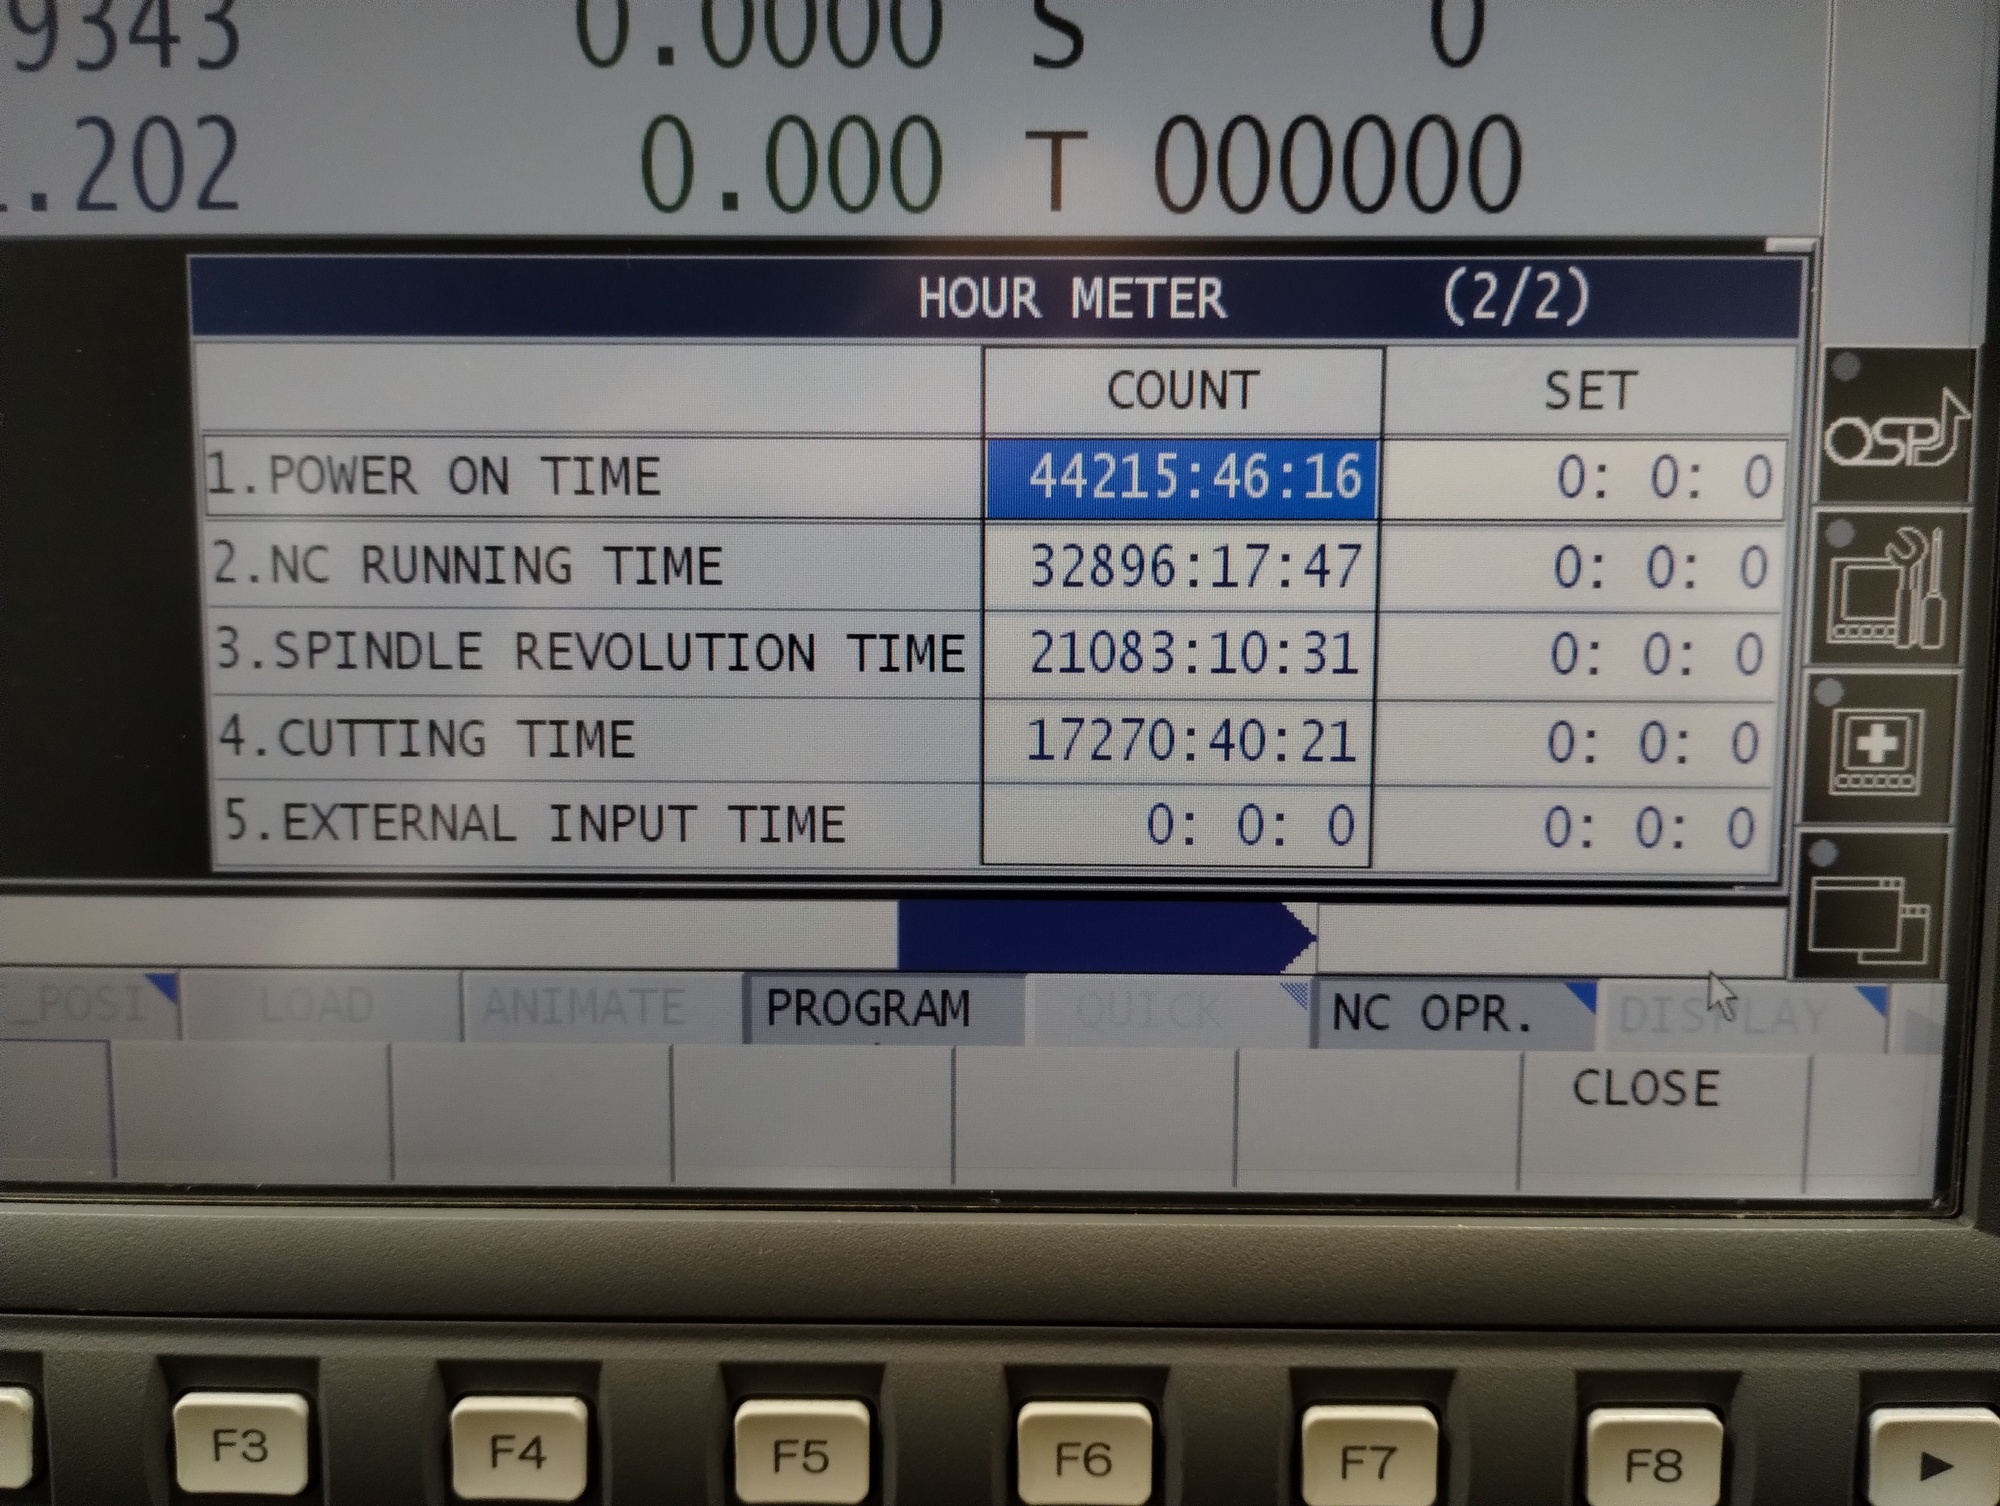 9343 0.0000 S 0
.202 0.000 T 000000
HOUR METER (2/2)
COUNT SET
1.POWER ON TIME 44215:46:16 0: 0: 0
2.NC RUNNING TIME 32896:17:47 0: 0: 0
3.SPINDLE REVOLUTION TIME 21083:10:31 0: 0: 0
4.CUTTING TIME 17270:40:21 0: 0: 0
5.EXTERNAL INPUT TIME 0: 0: 0 0: 0: 0
OSP
_POSI LOAD ANIMATE PROGRAM QUICK NC OPR. DISPLAY
CLOSE
F3 F4 F5 F6 F7 F8